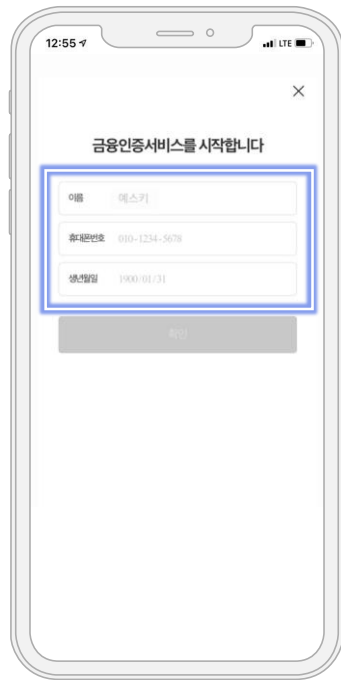 12:55
LTE
금융인증서비스를 시작합니다
이름 예스키
휴대폰번호 010-1234-5678
생년월일 1900/01/31
확인